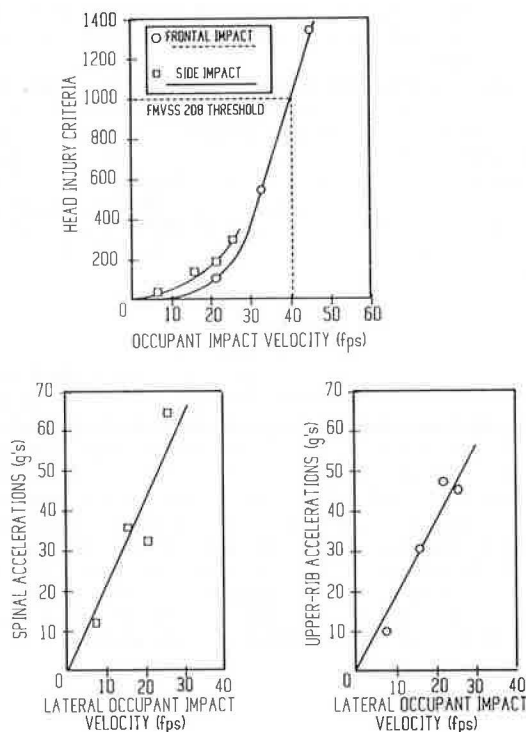 1400
1200
1000
800
600
400
200
0
HEAD INJURY CRITERIA
FRONTAL IMPACT
SIDE IMPACT
FMVSS 208 THRESHOLD
10 20 30 40 50 60
OCCUPANT IMPACT VELOCITY (fps)
70
60
50
40
30
20
10
SPINAL ACCELERATIONS (g's)
0 10 20 30 40
LATERAL OCCUPANT IMPACT
VELOCITY (fps)
70
60
50
40
30
20
10
UPPER-RIB ACCELERATIONS (g's)
0 10 20 30 40
LATERAL OCCUPANT IMPACT
VELOCITY (fps)